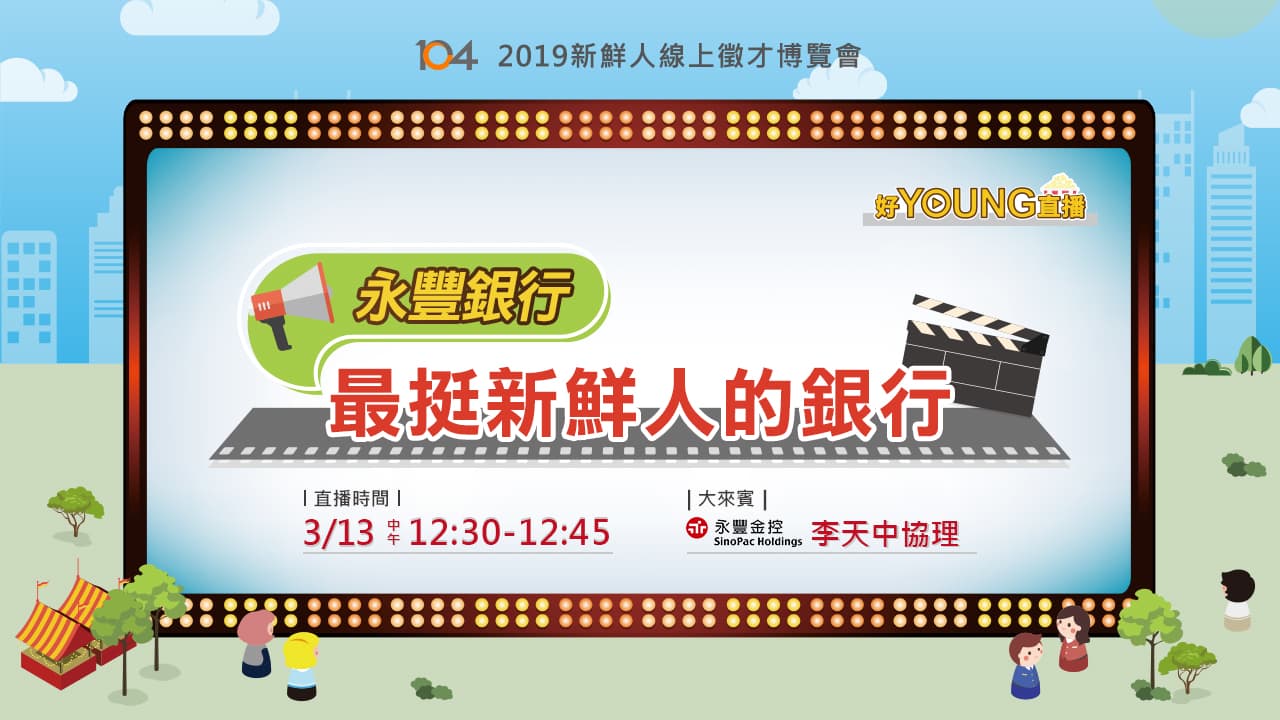 104 2019新鮮人線上徵才博覽會
好YOUNG直播
永豐銀行
最挺新鮮人的銀行
| 直播時間 |
3/13 中午 12:30-12:45
| 大來賓 |
永豐金控 SinoPac Holdings 李天中協理